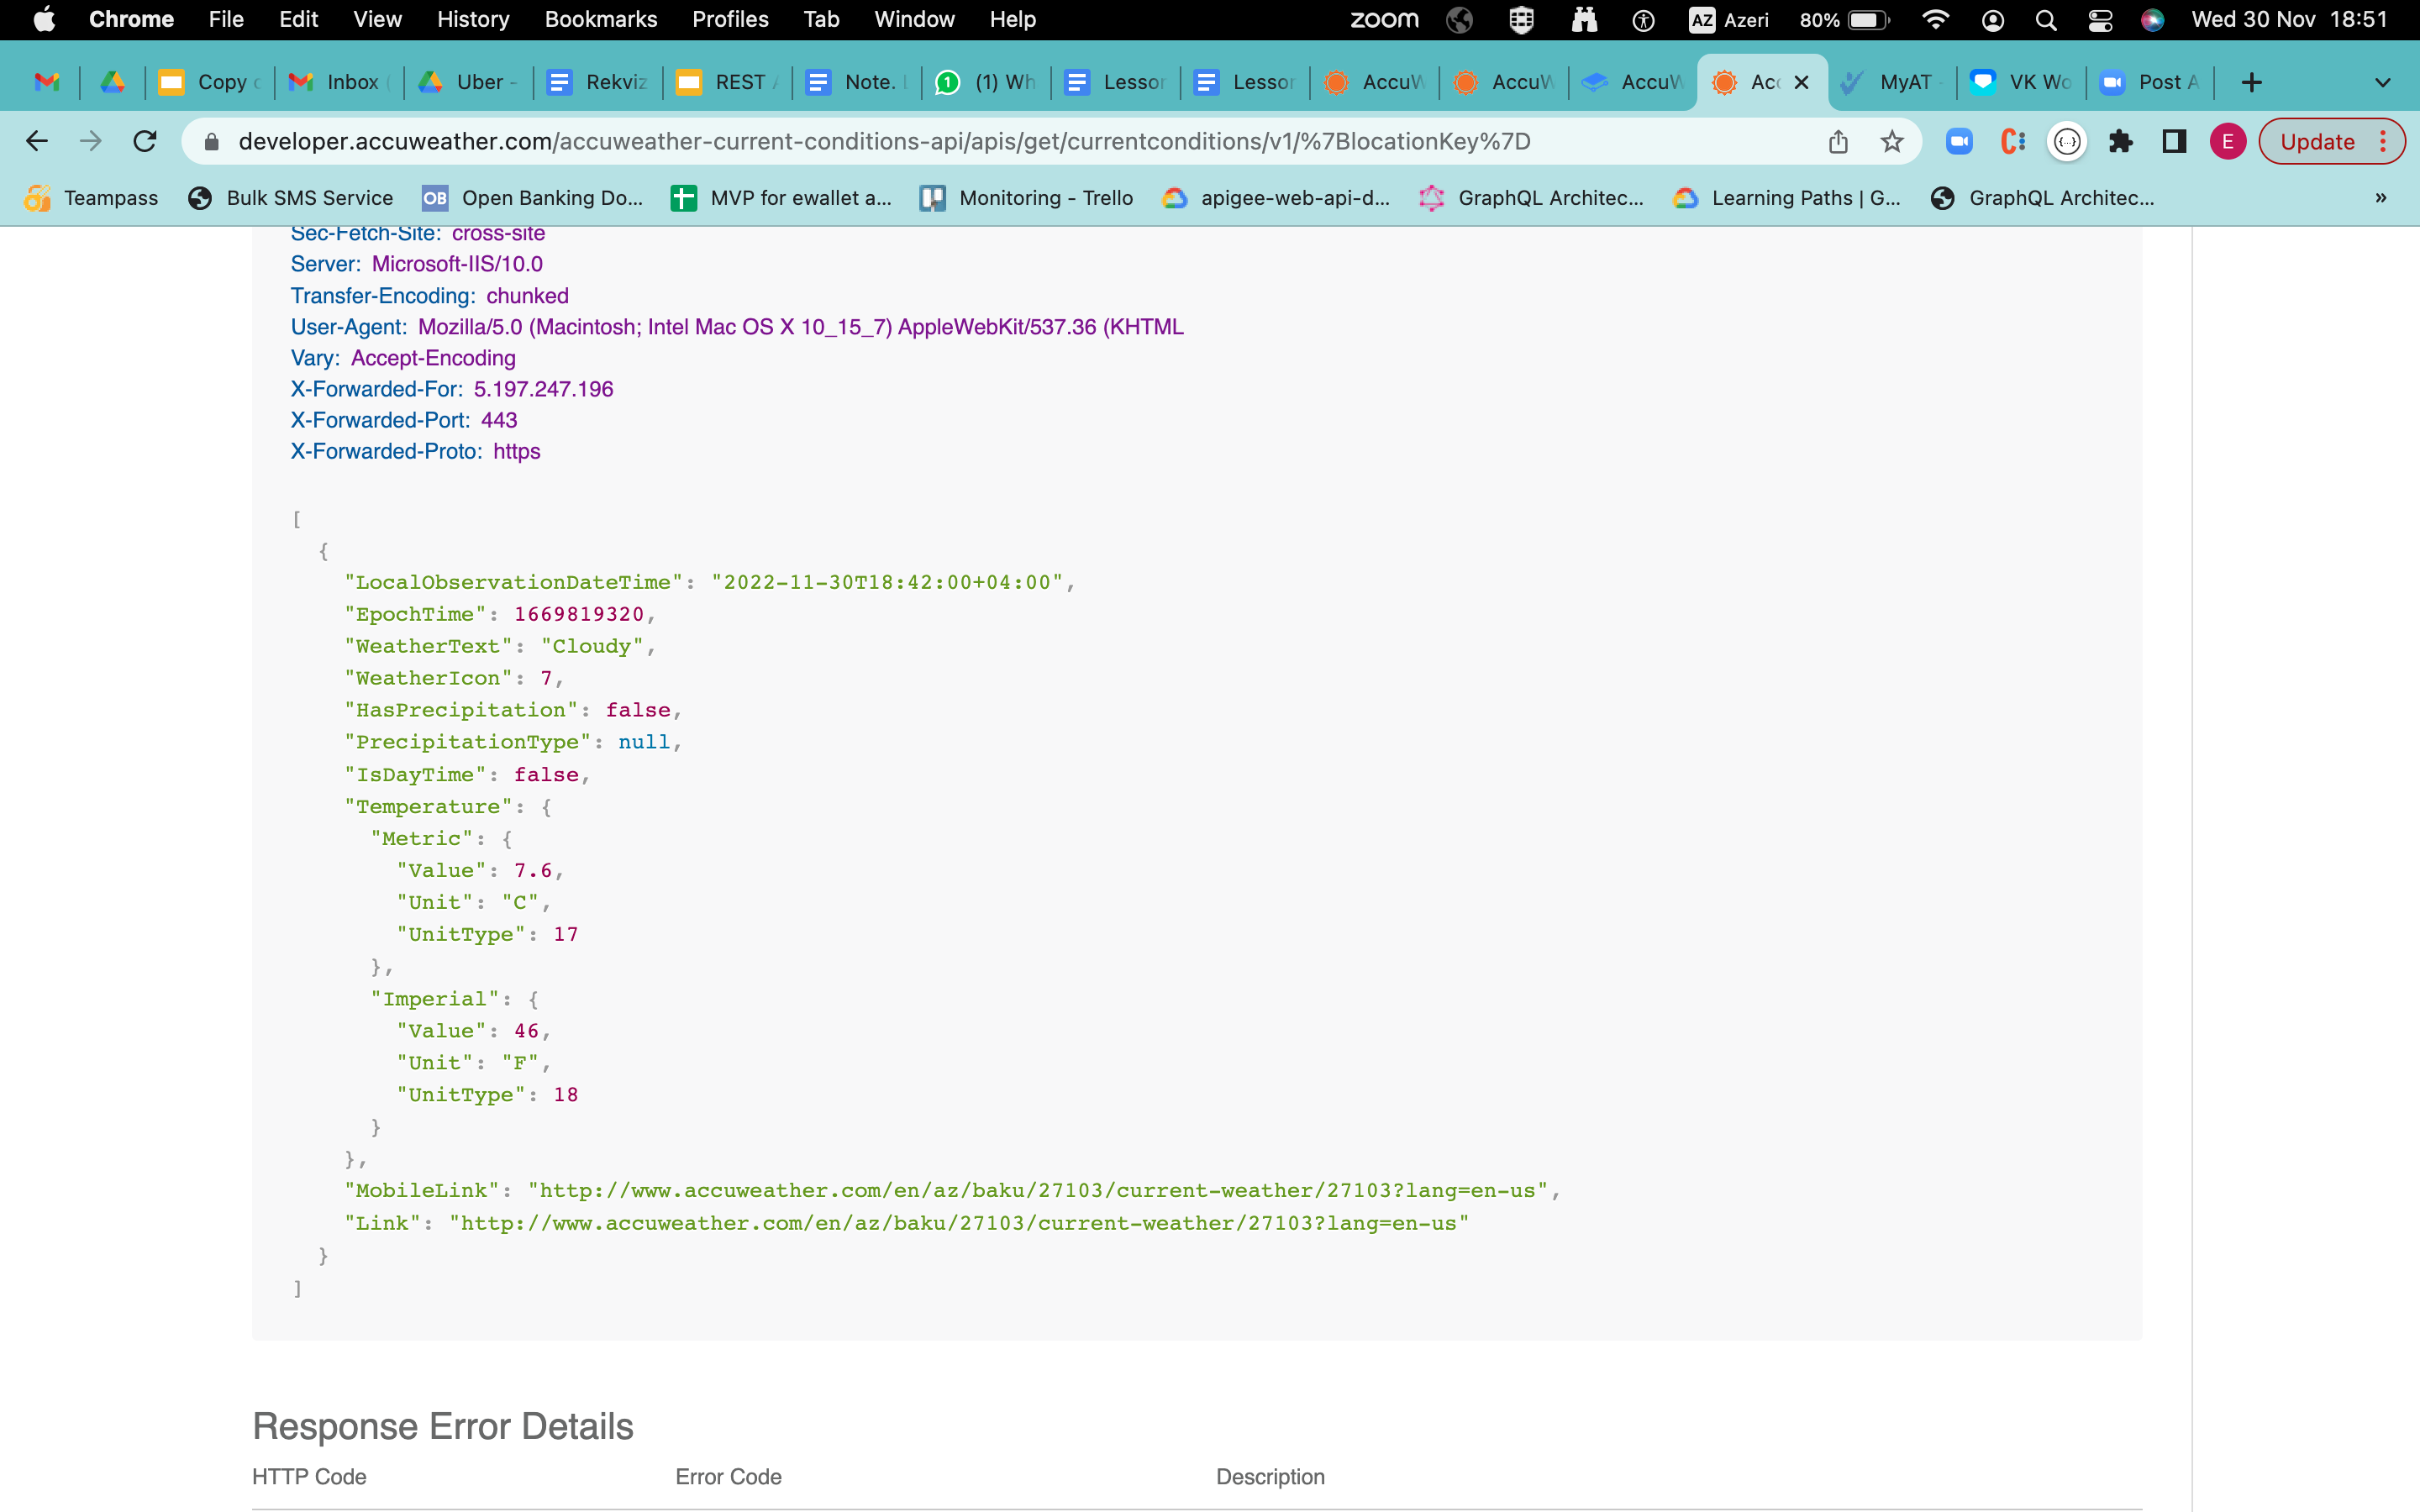 Chrome File Edit View History Bookmarks Profiles Tab Window Help zoom AZ Azeri 80% Wed 30 Nov 18:51
Copy Inbox Uber - Rekviz REST Note. (1) Wh Lessor Lessor AccuW AccuW AccuW Acc MyAT - VK Wo Post A
developer.accuweather.com/accuweather-current-conditions-api/apis/get/currentconditions/v1/%7BlocationKey%7D E Update
Teampass Bulk SMS Service OB Open Banking Do... MVP for ewallet a... Monitoring - Trello apigee-web-api-d... GraphQL Architec... Learning Paths | G... GraphQL Architec... »
Sec-Fetch-Site: cross-site
Server: Microsoft-IIS/10.0
Transfer-Encoding: chunked
User-Agent: Mozilla/5.0 (Macintosh; Intel Mac OS X 10_15_7) AppleWebKit/537.36 (KHTML
Vary: Accept-Encoding
X-Forwarded-For: 5.197.247.196
X-Forwarded-Port: 443
X-Forwarded-Proto: https
[
{
"LocalObservationDateTime": "2022-11-30T18:42:00+04:00",
"EpochTime": 1669819320,
"WeatherText": "Cloudy",
"WeatherIcon": 7,
"HasPrecipitation": false,
"PrecipitationType": null,
"IsDayTime": false,
"Temperature": {
"Metric": {
"Value": 7.6,
"Unit": "C",
"UnitType": 17
},
"Imperial": {
"Value": 46,
"Unit": "F",
"UnitType": 18
}
},
"MobileLink": "http://www.accuweather.com/en/az/baku/27103/current-weather/27103?lang=en-us",
"Link": "http://www.accuweather.com/en/az/baku/27103/current-weather/27103?lang=en-us"
}
]
Response Error Details
HTTP Code Error Code Description